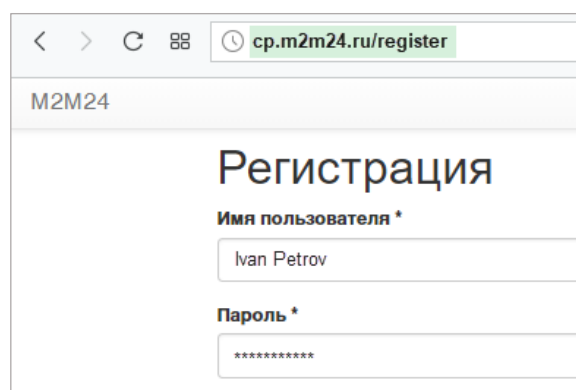 cp.m2m24.ru/register
M2M24
Регистрация
Имя пользователя *
Ivan Petrov
Пароль *
***********